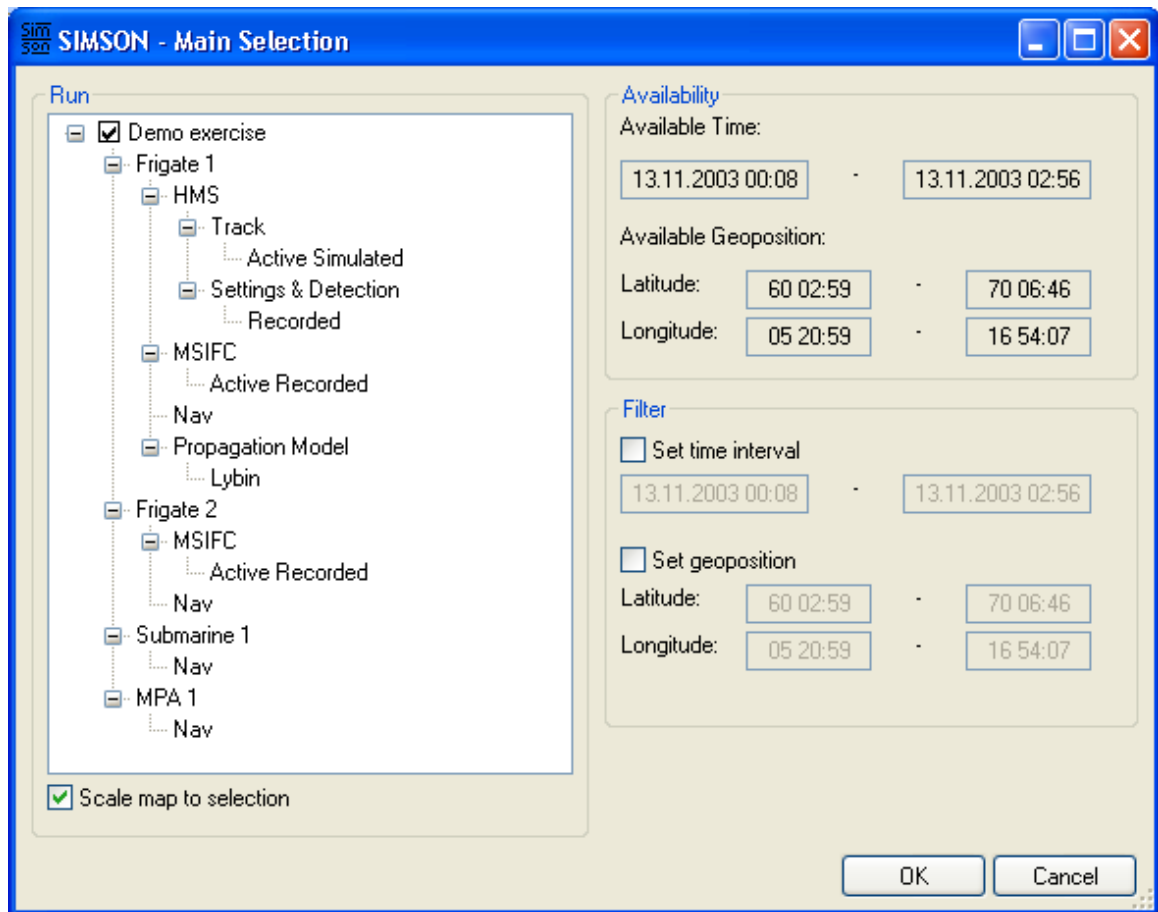 Sim
son
SIMSON - Main Selection
Run
Demo exercise
Frigate 1
HMS
Track
Active Simulated
Settings & Detection
Recorded
MSIFC
Active Recorded
Nav
Propagation Model
Lybin
Frigate 2
MSIFC
Active Recorded
Nav
Submarine 1
Nav
MPA 1
Nav
Scale map to selection
Availability
Available Time:
13.11.2003 00:08 - 13.11.2003 02:56
Available Geoposition:
Latitude: 60 02:59 - 70 06:46
Longitude: 05 20:59 - 16 54:07
Filter
Set time interval
13.11.2003 00:08 - 13.11.2003 02:56
Set geoposition
Latitude: 60 02:59 - 70 06:46
Longitude: 05 20:59 - 16 54:07
OK Cancel